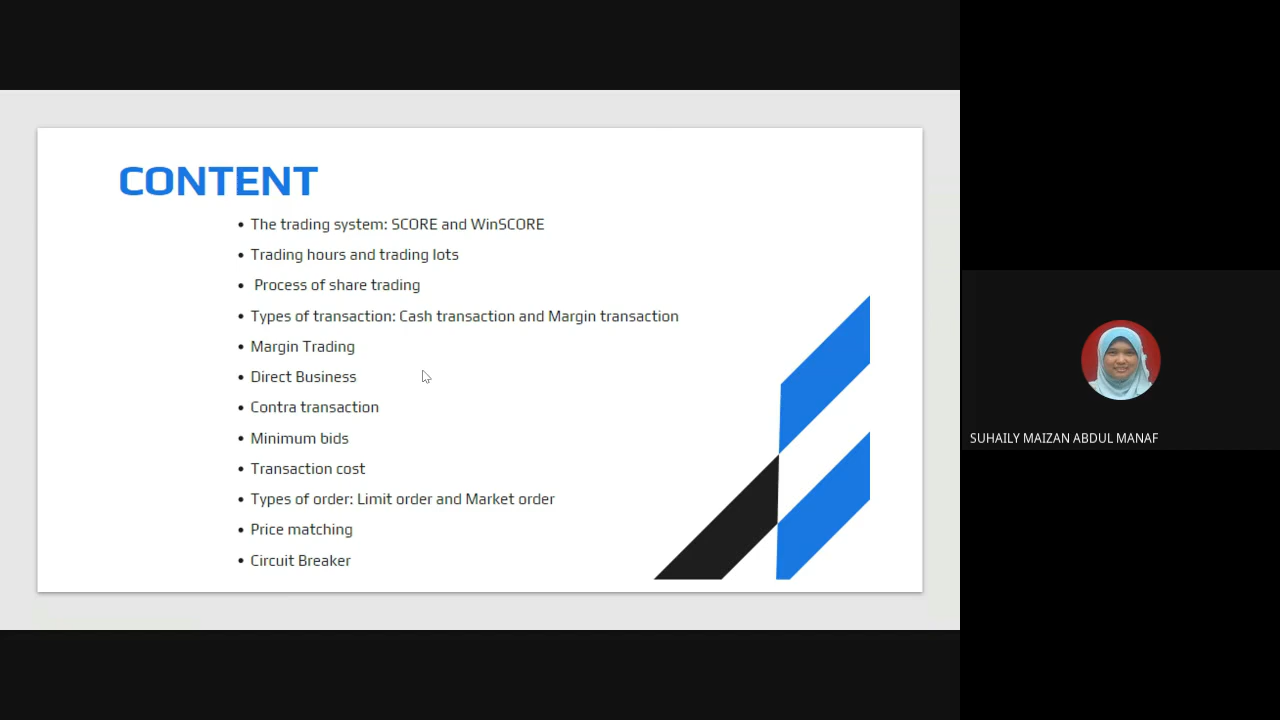 CONTENT
• The trading system: SCORE and WinSCORE
• Trading hours and trading lots
• Process of share trading
• Types of transaction: Cash transaction and Margin transaction
• Margin Trading
• Direct Business
• Contra transaction
• Minimum bids
• Transaction cost
• Types of order: Limit order and Market order
• Price matching
• Circuit Breaker
SUHAILY MAIZAN ABDUL MANAF